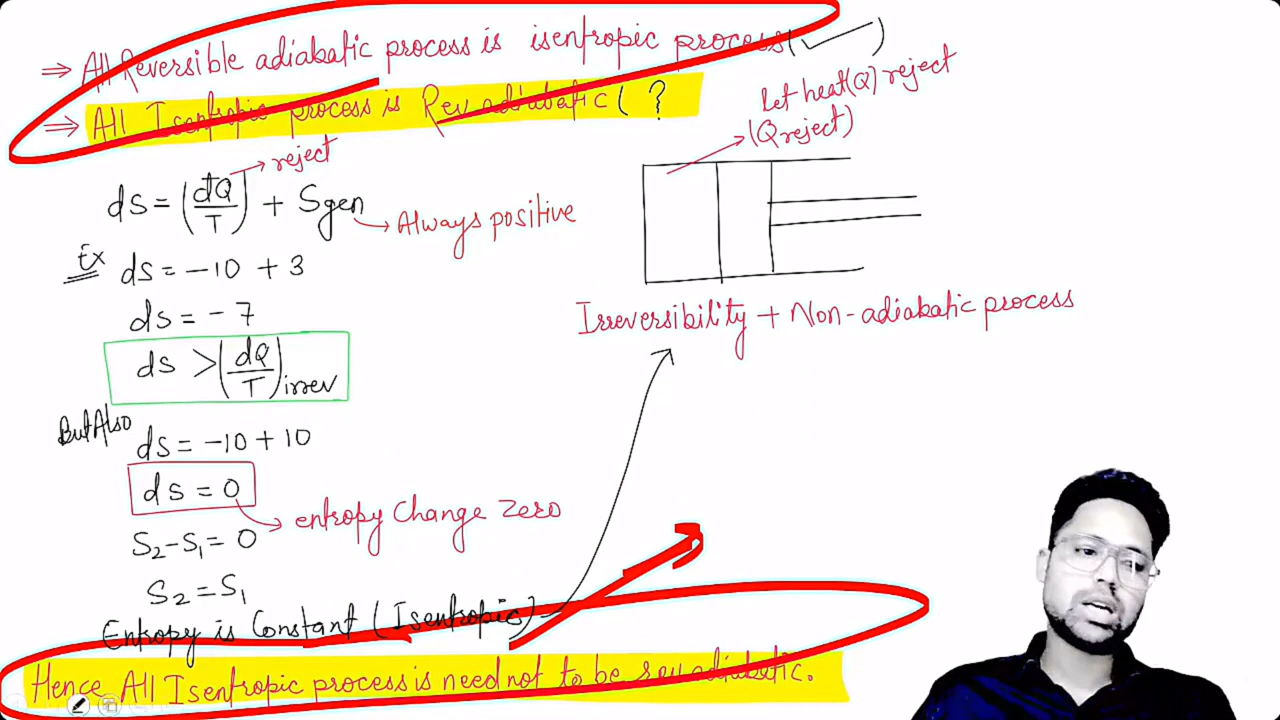 ⇒ All Reversible adiabatic process is isentropic process (✓)
⇒ All Isentropic process is Rev adiabatic ( ?
let heat(Q) reject
(Q reject)
→ reject
ds = (dQ/T) + Sgen
→ Always positive
Ex ds = -10 + 3
ds = -7
ds > (dQ/T)irrev
Irreversibility + Non-adiabatic process
But Also ds = -10 + 10
ds = 0
→ entropy Change Zero
S2-S1 = 0
S2 = S1
Entropy is Constant (Isentropic)
Hence All Isentropic process is need not to be rev adiabatic.